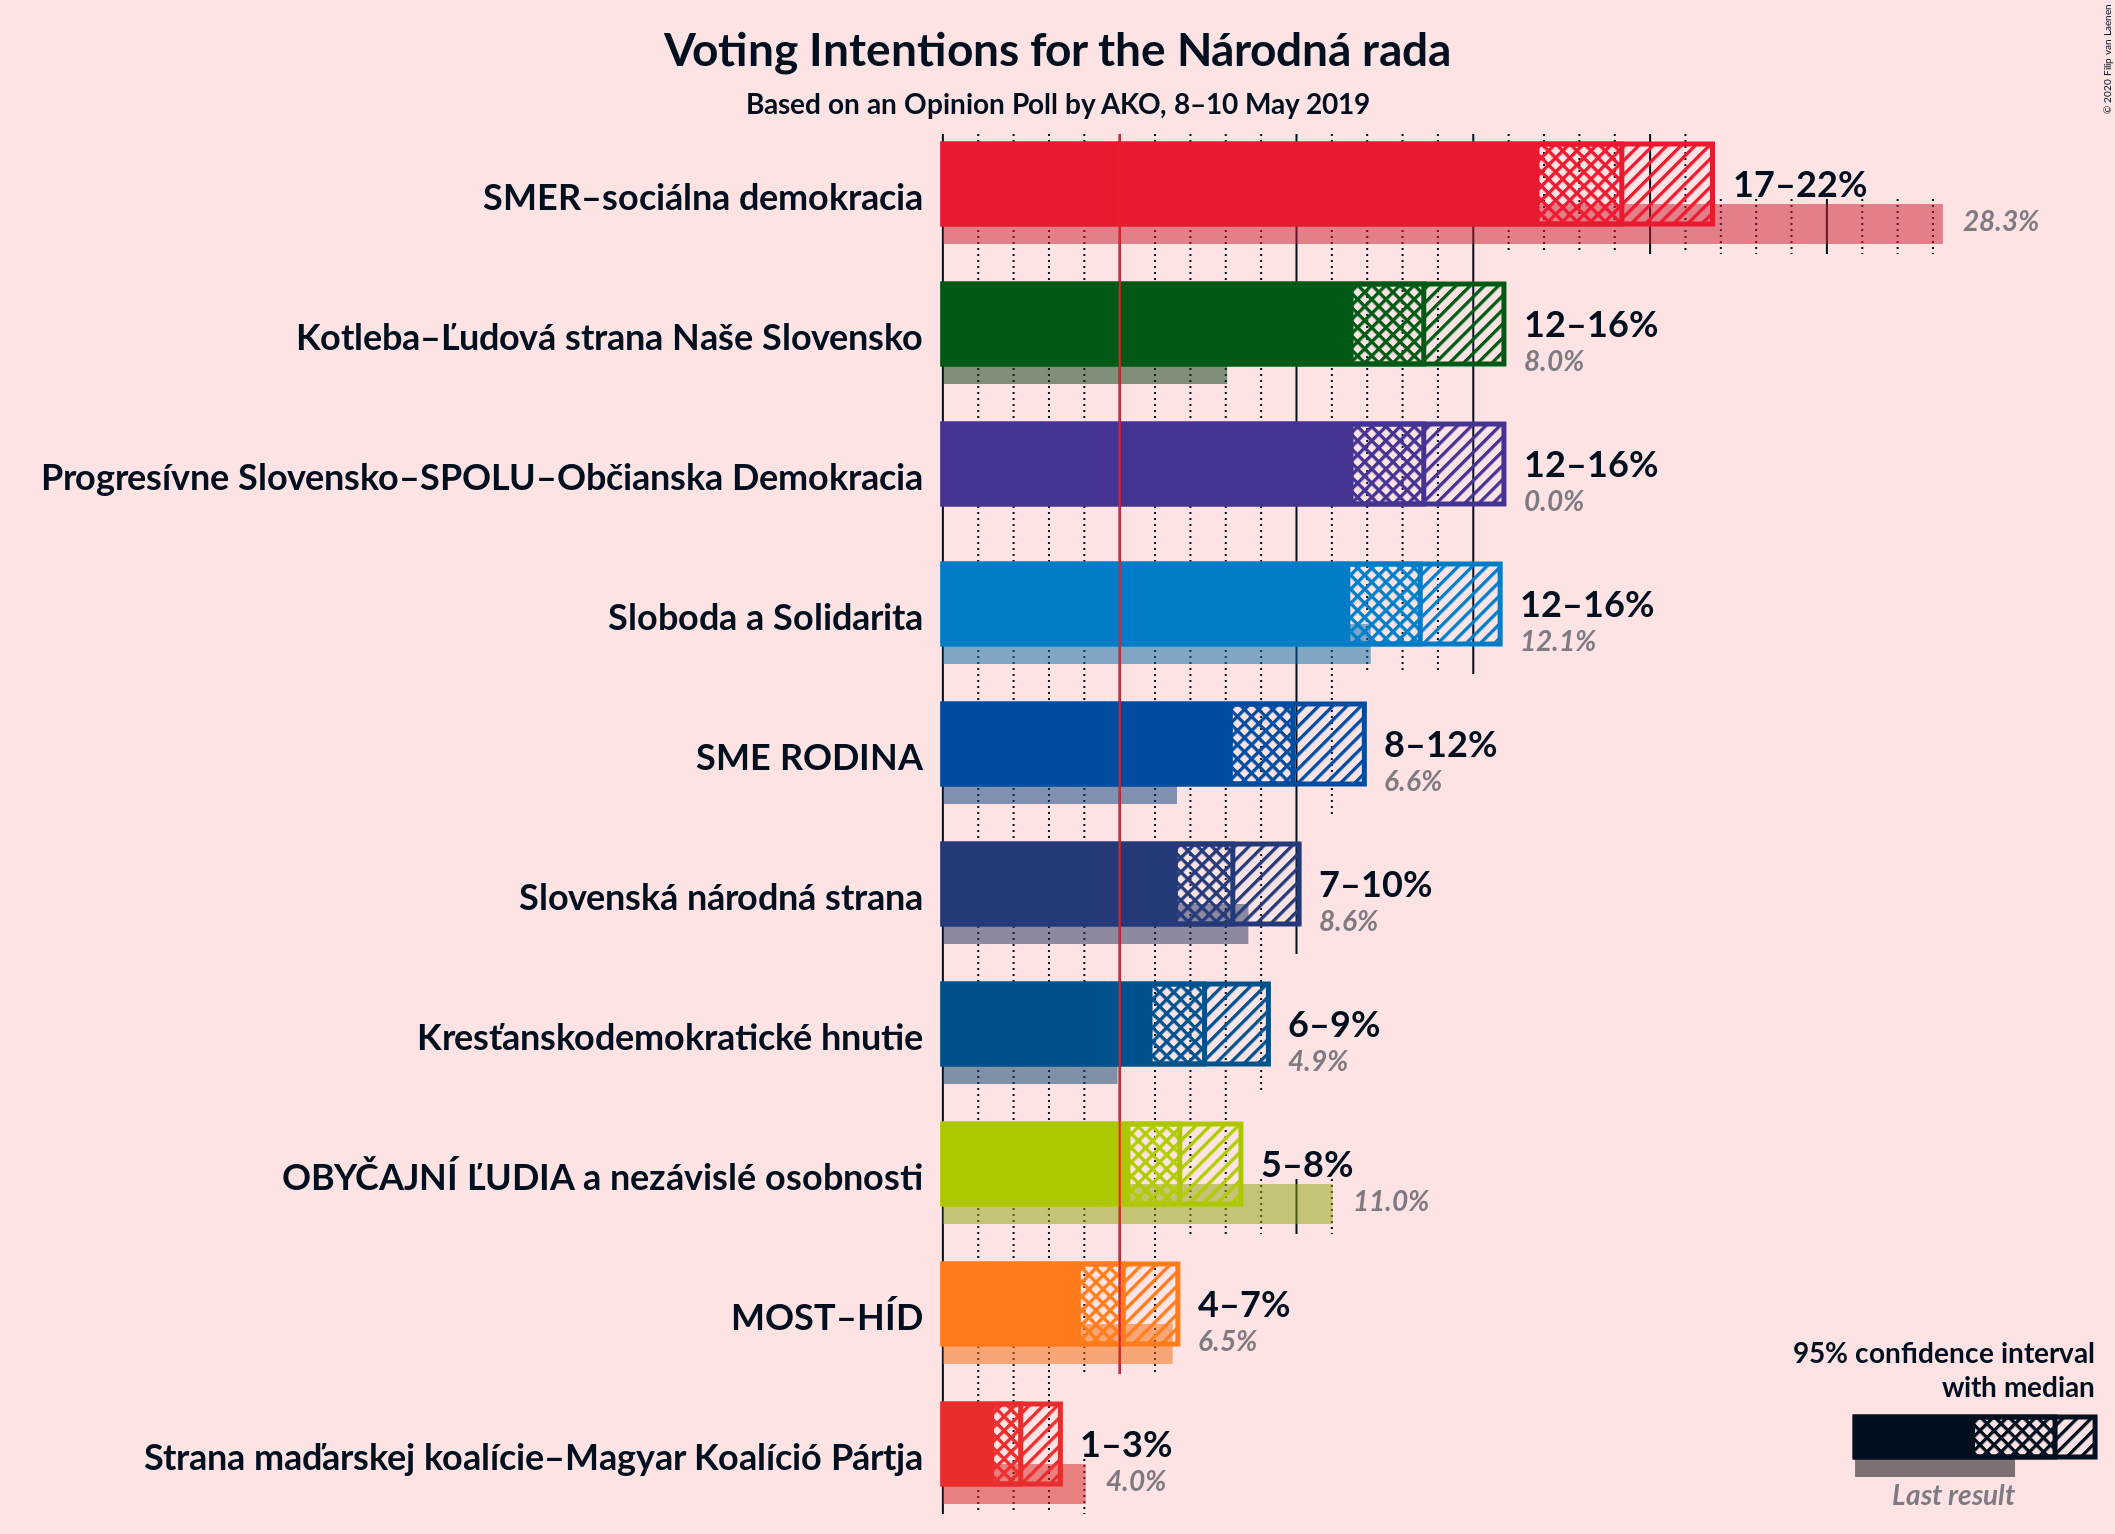 Voting Intentions for the Národná rada
Based on an Opinion Poll by AKO, 8–10 May 2019
© 2020 Filip van Laenen
SMER–sociálna demokracia
17–22%
28.3%
Kotleba–Ľudová strana Naše Slovensko
12–16%
8.0%
Progresívne Slovensko–SPOLU–Občianska Demokracia
12–16%
0.0%
Sloboda a Solidarita
12–16%
12.1%
SME RODINA
8–12%
6.6%
Slovenská národná strana
7–10%
8.6%
Kresťanskodemokratické hnutie
6–9%
4.9%
OBYČAJNÍ ĽUDIA a nezávislé osobnosti
5–8%
11.0%
MOST–HÍD
4–7%
6.5%
Strana maďarskej koalície–Magyar Koalíció Pártja
1–3%
4.0%
95% confidence interval
with median
Last result